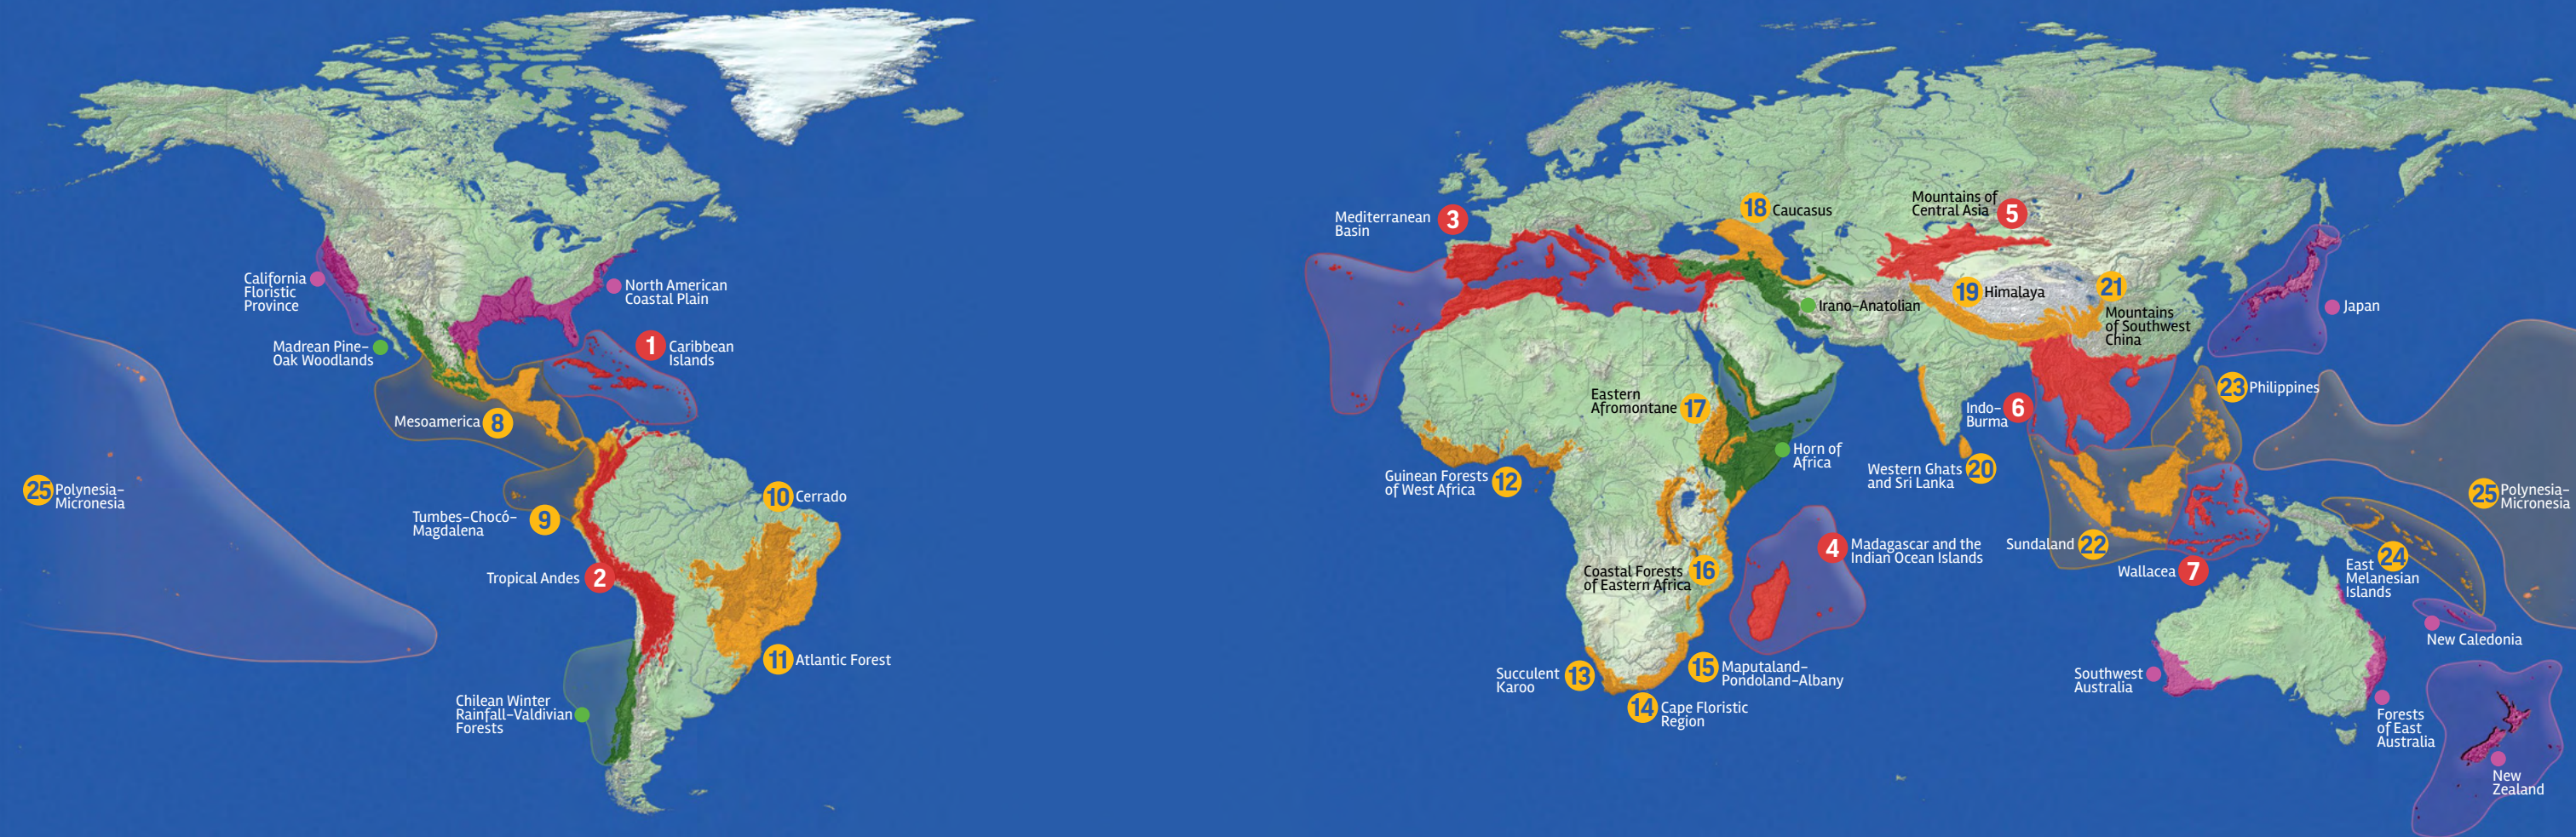 California
Floristic
Province
North American
Coastal Plain
Madrean Pine-
Oak Woodlands
1 Caribbean
Islands
Mesoamerica 8
25 Polynesia-
Micronesia
Tumbes-Chocó-
Magdalena
9
10 Cerrado
Tropical Andes 2
11 Atlantic Forest
Chilean Winter
Rainfall-Valdivian
Forests
Mediterranean
Basin
3
18 Caucasus
Mountains of
Central Asia
5
Irano-Anatolian
19 Himalaya
21
Mountains
of Southwest
China
Japan
Eastern
Afromontane
17
Horn of
Africa
Guinean Forests
of West Africa
12
Indo-
Burma
6
23 Philippines
Western Ghats
and Sri Lanka
20
25 Polynesia-
Micronesia
4 Madagascar and the
Indian Ocean Islands
Coastal Forests
of Eastern Africa
16
Sundaland 22
Wallacea 7
24
East
Melanesian
Islands
New Caledonia
Succulent
Karoo
13
14 Cape Floristic
Region
15 Maputaland-
Pondoland-Albany
Southwest
Australia
Forests
of East
Australia
New
Zealand